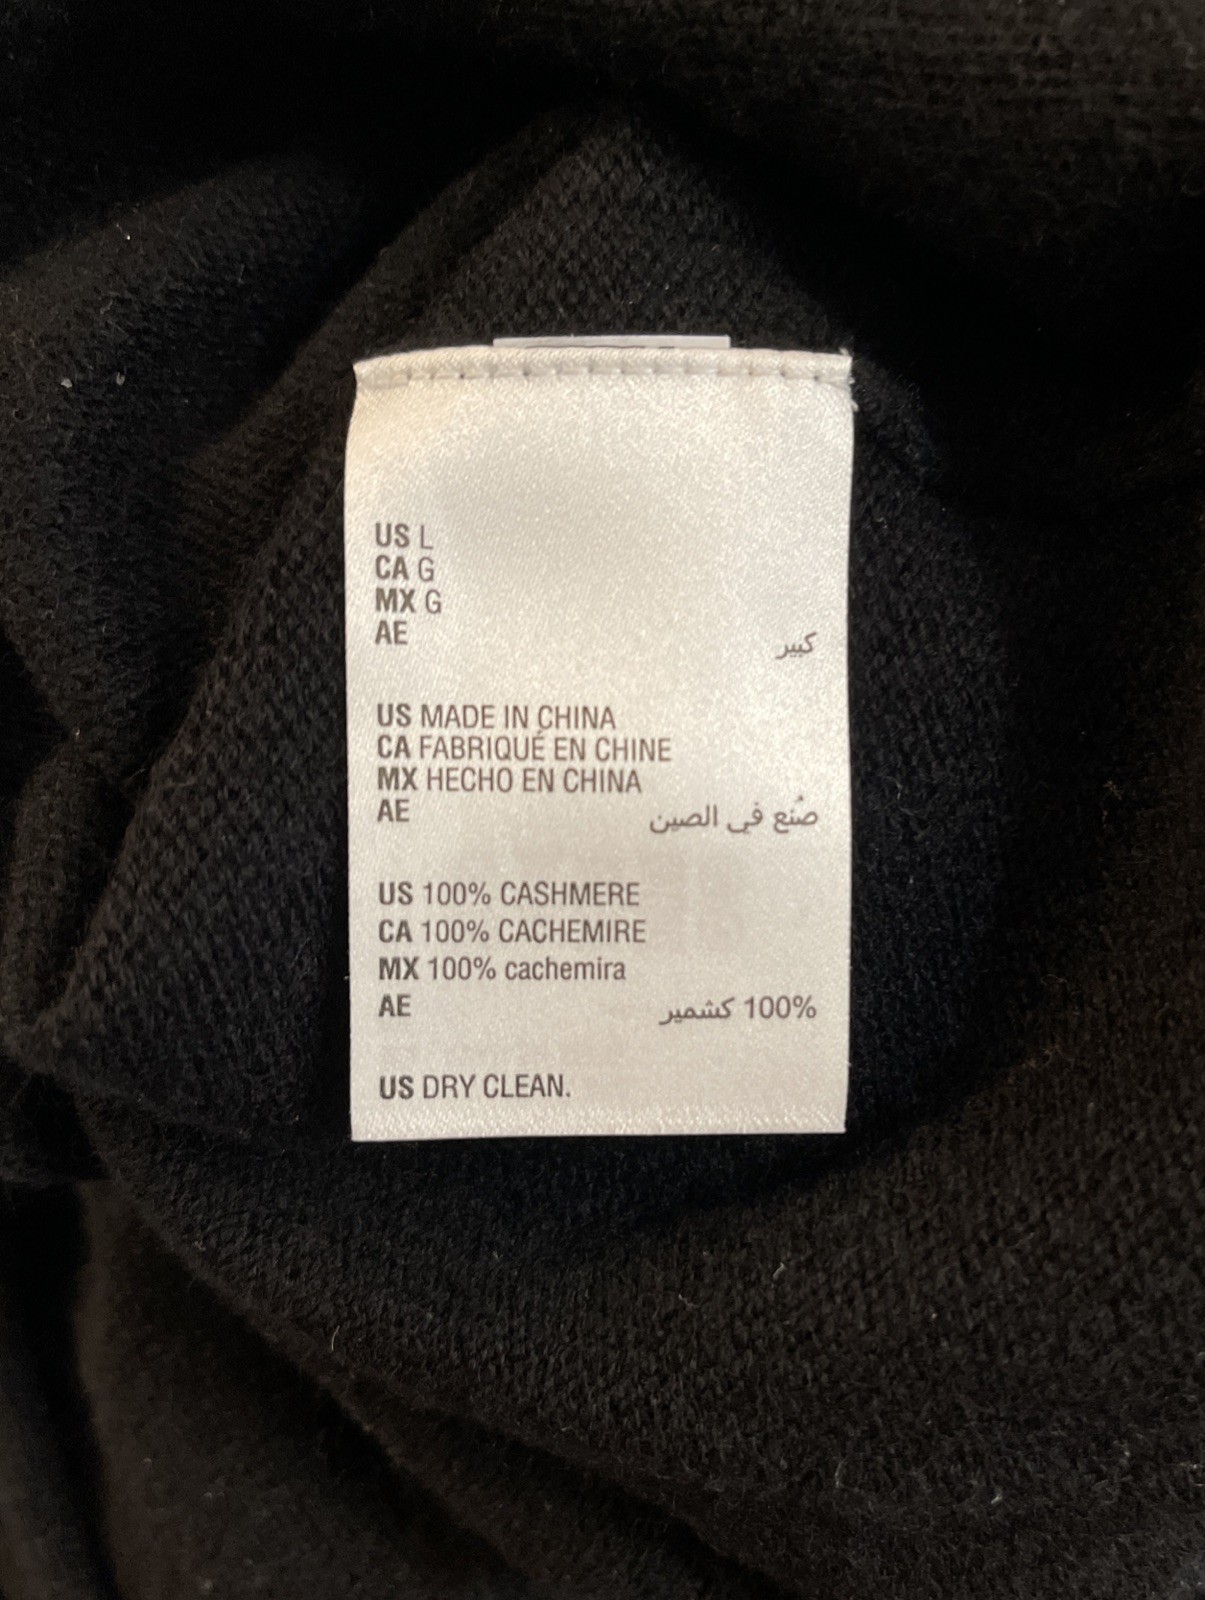 US L
CA G
MX G
AE كبير
US MADE IN CHINA
CA FABRIQUÉ EN CHINE
MX HECHO EN CHINA
AE صُنع في الصين
US 100% CASHMERE
CA 100% CACHEMIRE
MX 100% cachemira
AE 100% كشمير
US DRY CLEAN.